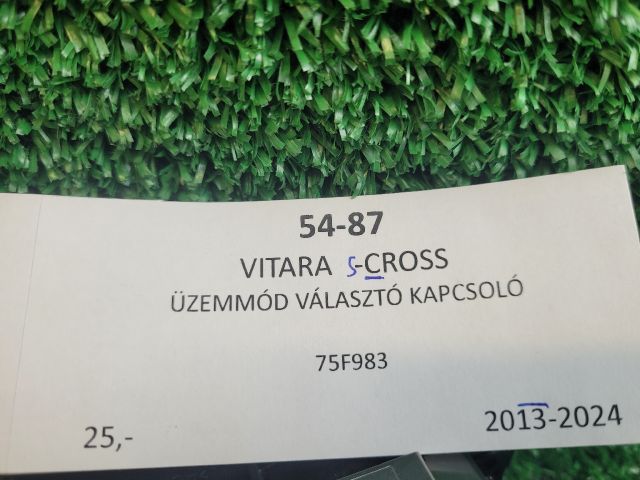 54-87
VITARA S-CROSS
ÜZEMMÓD VÁLASZTÓ KAPCSOLÓ
75F983
25,-
2013-2024